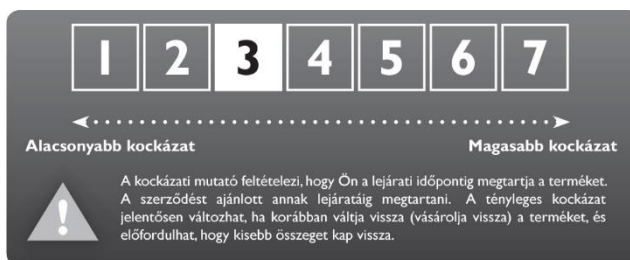 1 2 3 4 5 6 7
Alacsonyabb kockázat Magasabb kockázat
A kockázati mutató feltételezi, hogy Ön a lejárati időpontig megtartja a terméket.
A szerződést ajánlott annak lejáratáig megtartani. A tényleges kockázat
jelentősen változhat, ha korábban váltja vissza (vásárolja vissza) a terméket, és
előfordulhat, hogy kisebb összeget kap vissza.